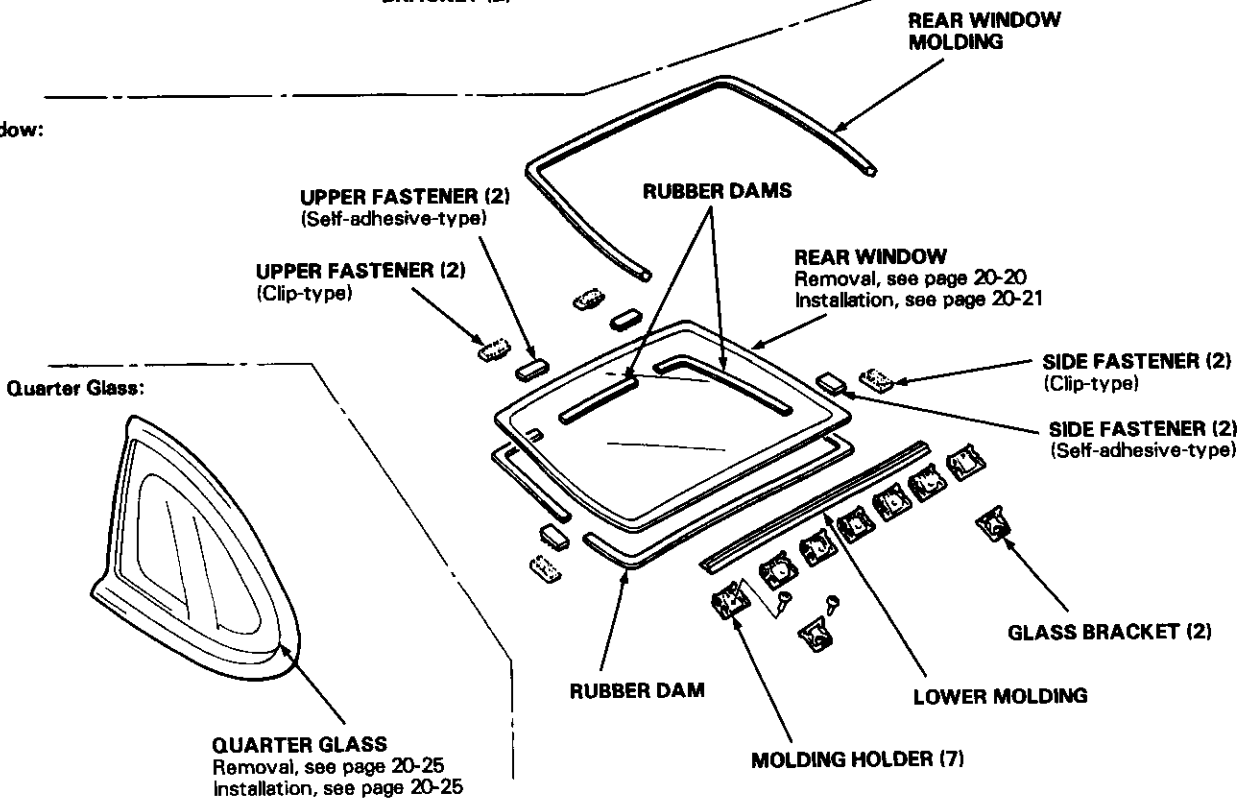 REAR WINDOW
MOLDING
UPPER FASTENER (2)
(Self-adhesive-type)
RUBBER DAMS
UPPER FASTENER (2)
(Clip-type)
REAR WINDOW
Removal, see page 20-20
Installation, see page 20-21
SIDE FASTENER (2)
(Clip-type)
SIDE FASTENER (2)
(Self-adhesive-type)
Quarter Glass:
GLASS BRACKET (2)
RUBBER DAM
LOWER MOLDING
MOLDING HOLDER (7)
QUARTER GLASS
Removal, see page 20-25
Installation, see page 20-25